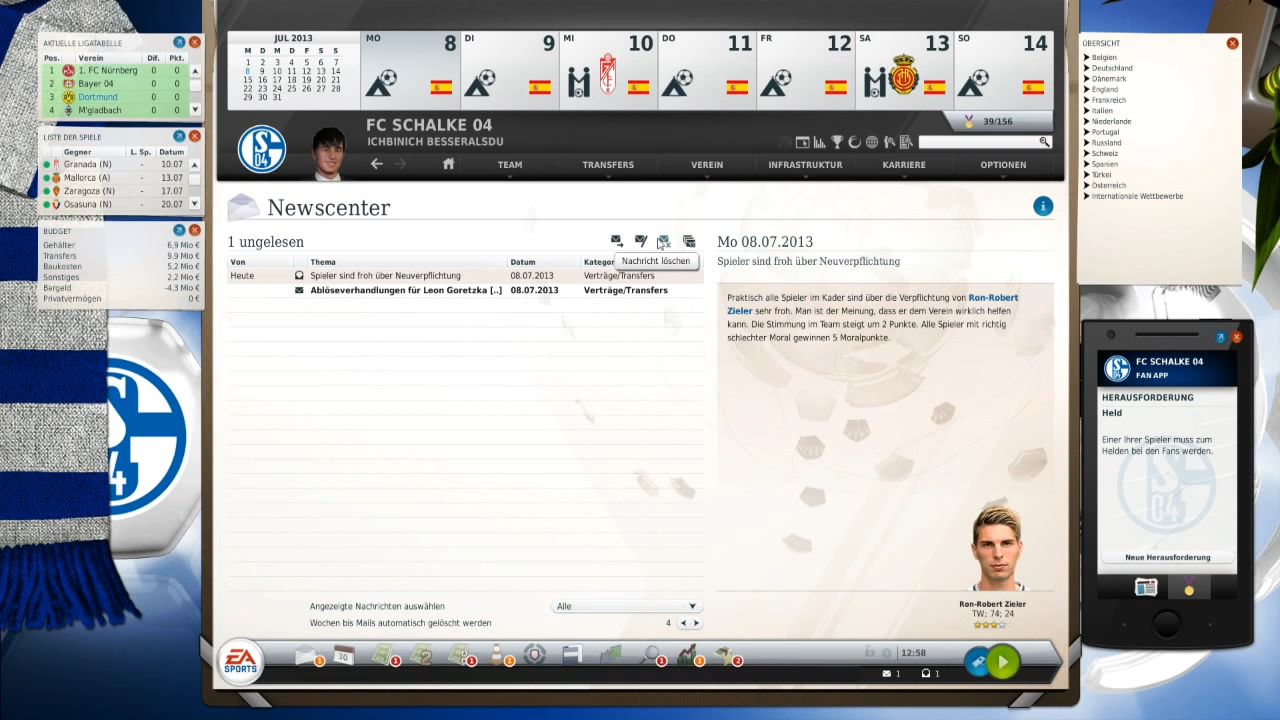 AKTUELLE LIGATABELLE
Pos. Verein Dif. Pkt.
1 1. FC Nürnberg 0 0
2 Bayer 04 0 0
3 Dortmund 0 0
4 M'gladbach 0 0
LISTE DER SPIELE
Gegner L. Sp. Datum
Granada (N) - 10.07
Mallorca (A) - 13.07
Zaragoza (N) - 17.07
Osasuna (N) - 20.07
BUDGET
Gehälter 6.9 Mio €
Transfers 9.9 Mio €
Baukosten 5.2 Mio €
Sonstiges 2.2 Mio €
Bargeld -4.3 Mio €
Privatvermögen 0 €
JUL 2013
M D M D F S S
1 2 3 4 5 6 7
8 9 10 11 12 13 14
15 16 17 18 19 20 21
22 23 24 25 26 27 28
29 30 31
MO 8
DI 9
MI 10
DO 11
FR 12
SA 13
SO 14
FC SCHALKE 04
ICHBINICH BESSERALSDU
39/156
TEAM TRANSFERS VEREIN INFRASTRUKTUR KARRIERE OPTIONEN
Newscenter
1 ungelesen
Von Thema Datum Kategor
Nachricht löschen
Heute Spieler sind froh über Neuverpflichtung 08.07.2013 Verträge/Transfers
Ablöseverhandlungen für Leon Goretzka [..] 08.07.2013 Verträge/Transfers
Mo 08.07.2013
Spieler sind froh über Neuverpflichtung
Praktisch alle Spieler im Kader sind über die Verpflichtung von Ron-Robert
Zieler sehr froh. Man ist der Meinung, dass er dem Verein wirklich helfen
kann. Die Stimmung im Team steigt um 2 Punkte. Alle Spieler mit richtig
schlechter Moral gewinnen 5 Moralpunkte.
Ron-Robert Zieler
TW; 74; 24
Angezeigte Nachrichten auswählen Alle
Wochen bis Mails automatisch gelöscht werden 4
EA
SPORTS
1
30
1
2
1
1
1
1
2
12:58
1 1
ÜBERSICHT
Belgien
Deutschland
Dänemark
England
Frankreich
Italien
Niederlande
Portugal
Russland
Schweiz
Spanien
Türkei
Österreich
Internationale Wettbewerbe
FC SCHALKE 04
FAN APP
HERAUSFORDERUNG
Held
Einer Ihrer Spieler muss zum
Helden bei den Fans werden.
Neue Herausforderung